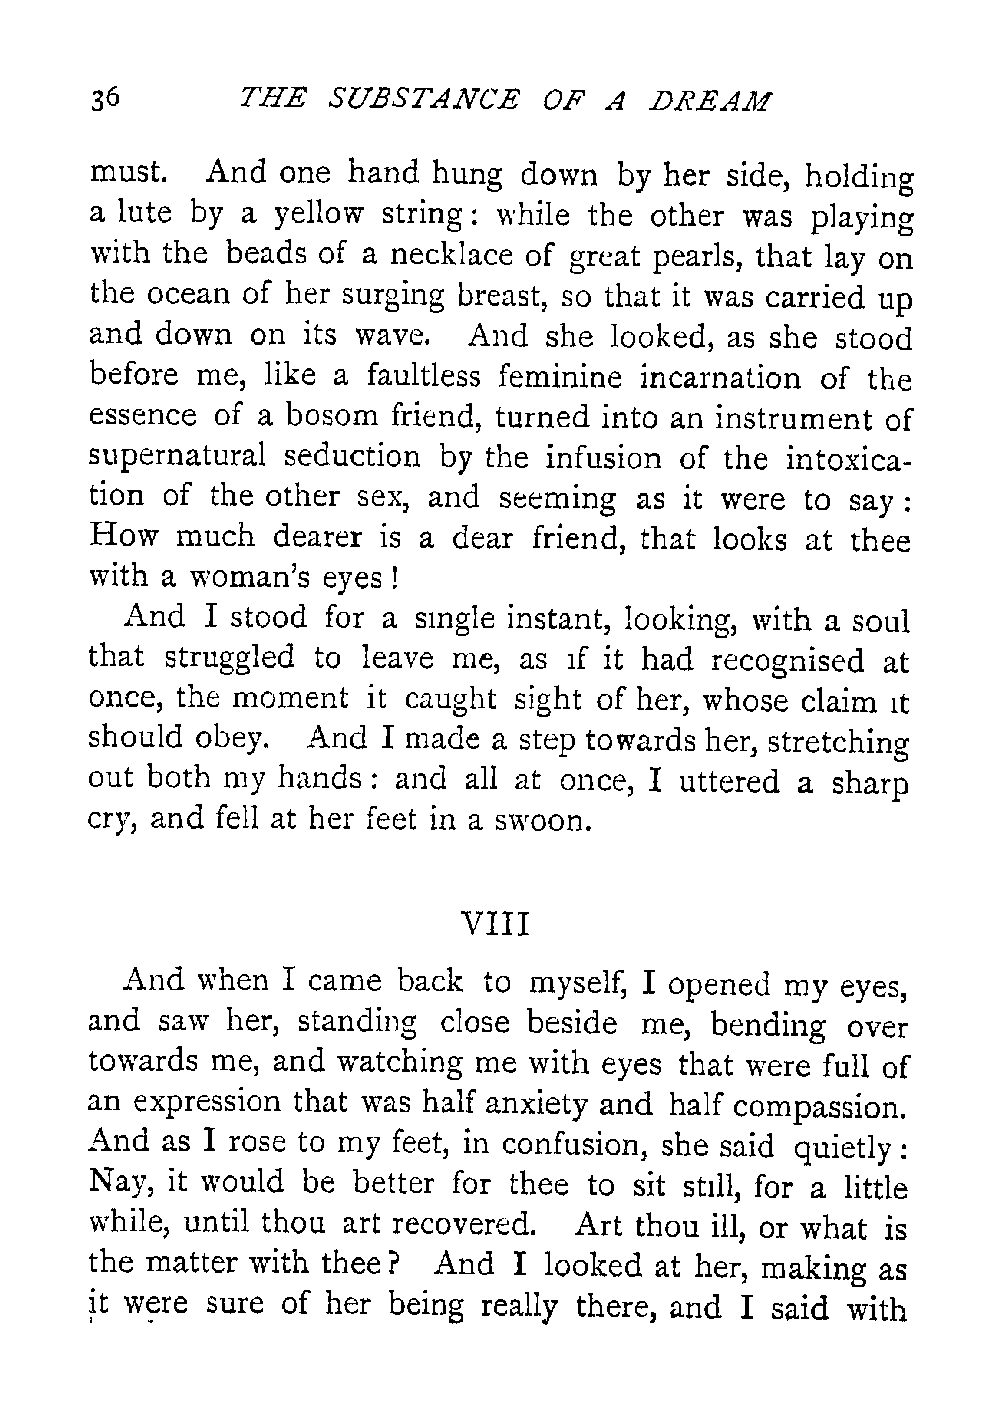 36 THE SUBSTANCE OF A DREAM
must. And one hand hung down by her side, holding
a lute by a yellow string: while the other was playing
with the beads of a necklace of great pearls, that lay on
the ocean of her surging breast, so that it was carried up
and down on its wave. And she looked, as she stood
before me, like a faultless feminine incarnation of the
essence of a bosom friend, turned into an instrument of
supernatural seduction by the infusion of the intoxica-
tion of the other sex, and seeming as it were to say:
How much dearer is a dear friend, that looks at thee
with a woman's eyes!
And I stood for a single instant, looking, with a soul
that struggled to leave me, as if it had recognised at
once, the moment it caught sight of her, whose claim it
should obey. And I made a step towards her, stretching
out both my hands: and all at once, I uttered a sharp
cry, and fell at her feet in a swoon.
VIII
And when I came back to myself, I opened my eyes,
and saw her, standing close beside me, bending over
towards me, and watching me with eyes that were full of
an expression that was half anxiety and half compassion.
And as I rose to my feet, in confusion, she said quietly:
Nay, it would be better for thee to sit still, for a little
while, until thou art recovered. Art thou ill, or what is
the matter with thee? And I looked at her, making as
it were sure of her being really there, and I said with